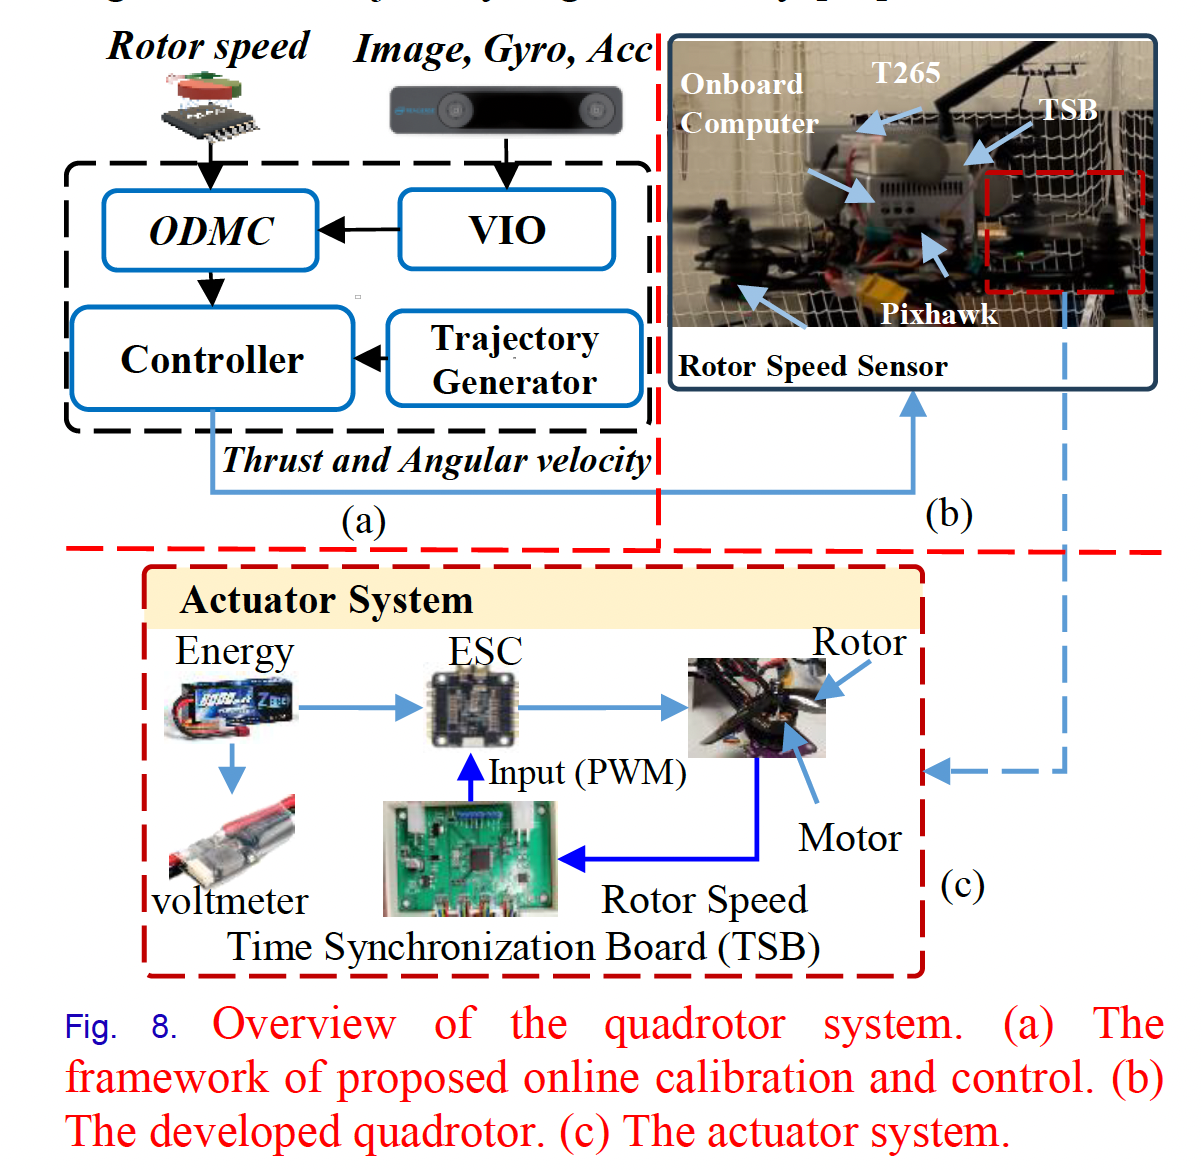 Rotor speed
Image, Gyro, Acc
ODMC
VIO
Controller
Trajectory
Generator
Thrust and Angular velocity
(a)
Onboard
Computer
T265
TSB
Pixhawk
Rotor Speed Sensor
(b)
Actuator System
Energy
ESC
Rotor
Input (PWM)
Motor
voltmeter
Rotor Speed
Time Synchronization Board (TSB)
(c)
Fig. 8. Overview of the quadrotor system. (a) The
framework of proposed online calibration and control. (b)
The developed quadrotor. (c) The actuator system.